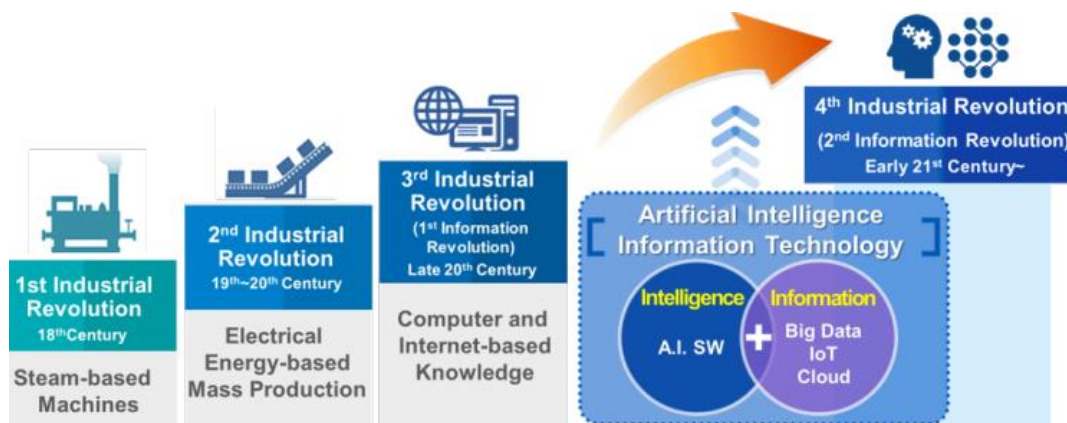 1st Industrial
Revolution
18thCentury
Steam-based
Machines
2nd Industrial
Revolution
19th~20th Century
Electrical
Energy-based
Mass Production
3rd Industrial
Revolution
(1st Information
Revolution)
Late 20th Century
Computer and
Internet-based
Knowledge
4th Industrial Revolution
(2nd Information Revolution)
Early 21st Century~
Artificial Intelligence
Information Technology
Intelligence
A.I. SW
+
Information
Big Data
IoT
Cloud